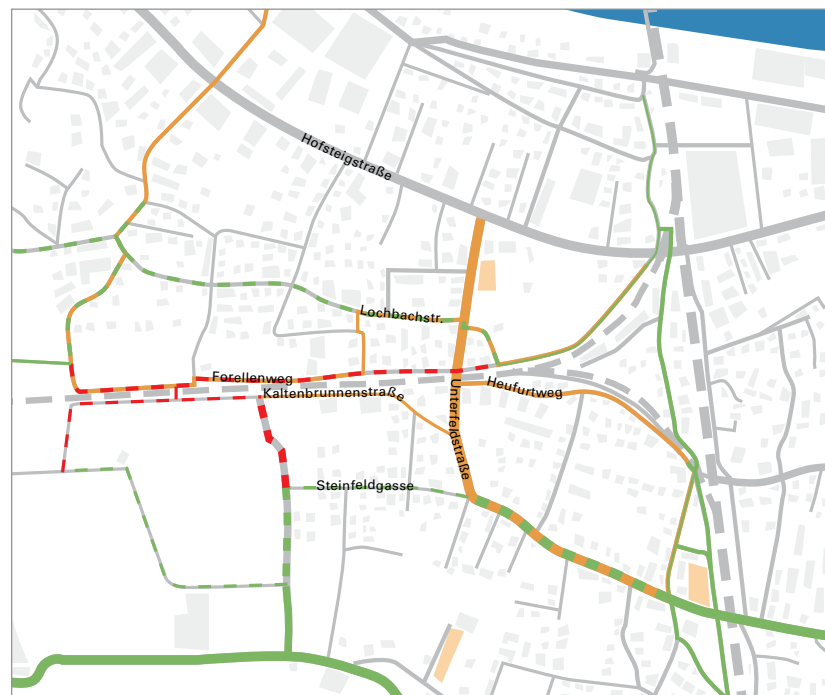 Hofsteigstraße
Lochbachstr.
Forellenweg
Heufurtweg
Kaltenbrunnenstraße
Unterfeldstraße
Steinfeldgasse